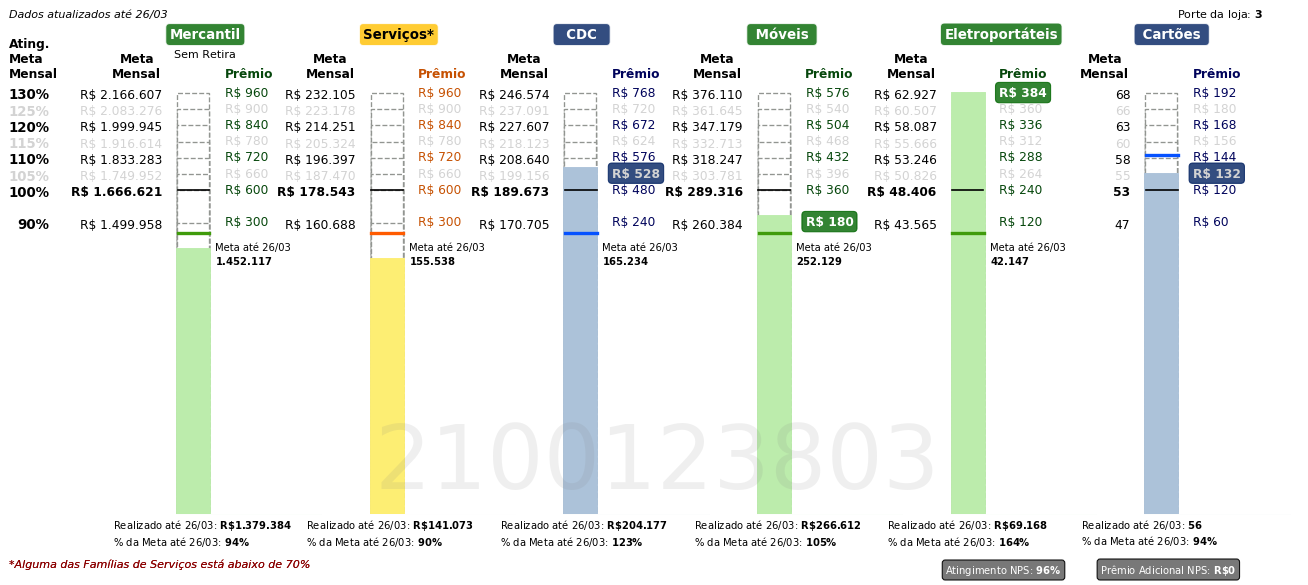 Dados atualizados até 26/03
Porte da loja: 3
Mercantil Serviços* CDC Móveis Eletroportáteis Cartões
Sem Retira
Ating. Meta Mensal
Meta Mensal Prêmio Meta Mensal Prêmio Meta Mensal Prêmio Meta Mensal Prêmio Meta Mensal Prêmio Meta Mensal Prêmio
130% R$ 2.166.607 R$ 960 R$ 232.105 R$ 960 R$ 246.574 R$ 768 R$ 376.110 R$ 576 R$ 62.927 R$ 384 68 R$ 192
125% R$ 2.083.276 R$ 900 R$ 223.178 R$ 900 R$ 237.091 R$ 720 R$ 361.645 R$ 540 R$ 60.507 R$ 360 66 R$ 180
120% R$ 1.999.945 R$ 840 R$ 214.251 R$ 840 R$ 227.607 R$ 672 R$ 347.179 R$ 504 R$ 58.087 R$ 336 63 R$ 168
115% R$ 1.916.614 R$ 780 R$ 205.324 R$ 780 R$ 218.123 R$ 624 R$ 332.713 R$ 468 R$ 55.666 R$ 312 60 R$ 156
110% R$ 1.833.283 R$ 720 R$ 196.397 R$ 720 R$ 208.640 R$ 576 R$ 318.247 R$ 432 R$ 53.246 R$ 288 58 R$ 144
105% R$ 1.749.952 R$ 660 R$ 187.470 R$ 660 R$ 199.156 R$ 528 R$ 303.781 R$ 396 R$ 50.826 R$ 264 55 R$ 132
100% R$ 1.666.621 R$ 600 R$ 178.543 R$ 600 R$ 189.673 R$ 480 R$ 289.316 R$ 360 R$ 48.406 R$ 240 53 R$ 120
90% R$ 1.499.958 R$ 300 R$ 160.688 R$ 300 R$ 170.705 R$ 240 R$ 260.384 R$ 180 R$ 43.565 R$ 120 47 R$ 60
Meta até 26/03 Meta até 26/03 Meta até 26/03 Meta até 26/03 Meta até 26/03
1.452.117 155.538 165.234 252.129 42.147
2100123803
Realizado até 26/03: R$1.379.384 Realizado até 26/03: R$141.073 Realizado até 26/03: R$204.177 Realizado até 26/03: R$266.612 Realizado até 26/03: R$69.168 Realizado até 26/03: 56
% da Meta até 26/03: 94% % da Meta até 26/03: 90% % da Meta até 26/03: 123% % da Meta até 26/03: 105% % da Meta até 26/03: 164% % da Meta até 26/03: 94%
*Alguma das Famílias de Serviços está abaixo de 70%
Atingimento NPS: 96% Prêmio Adicional NPS: R$0